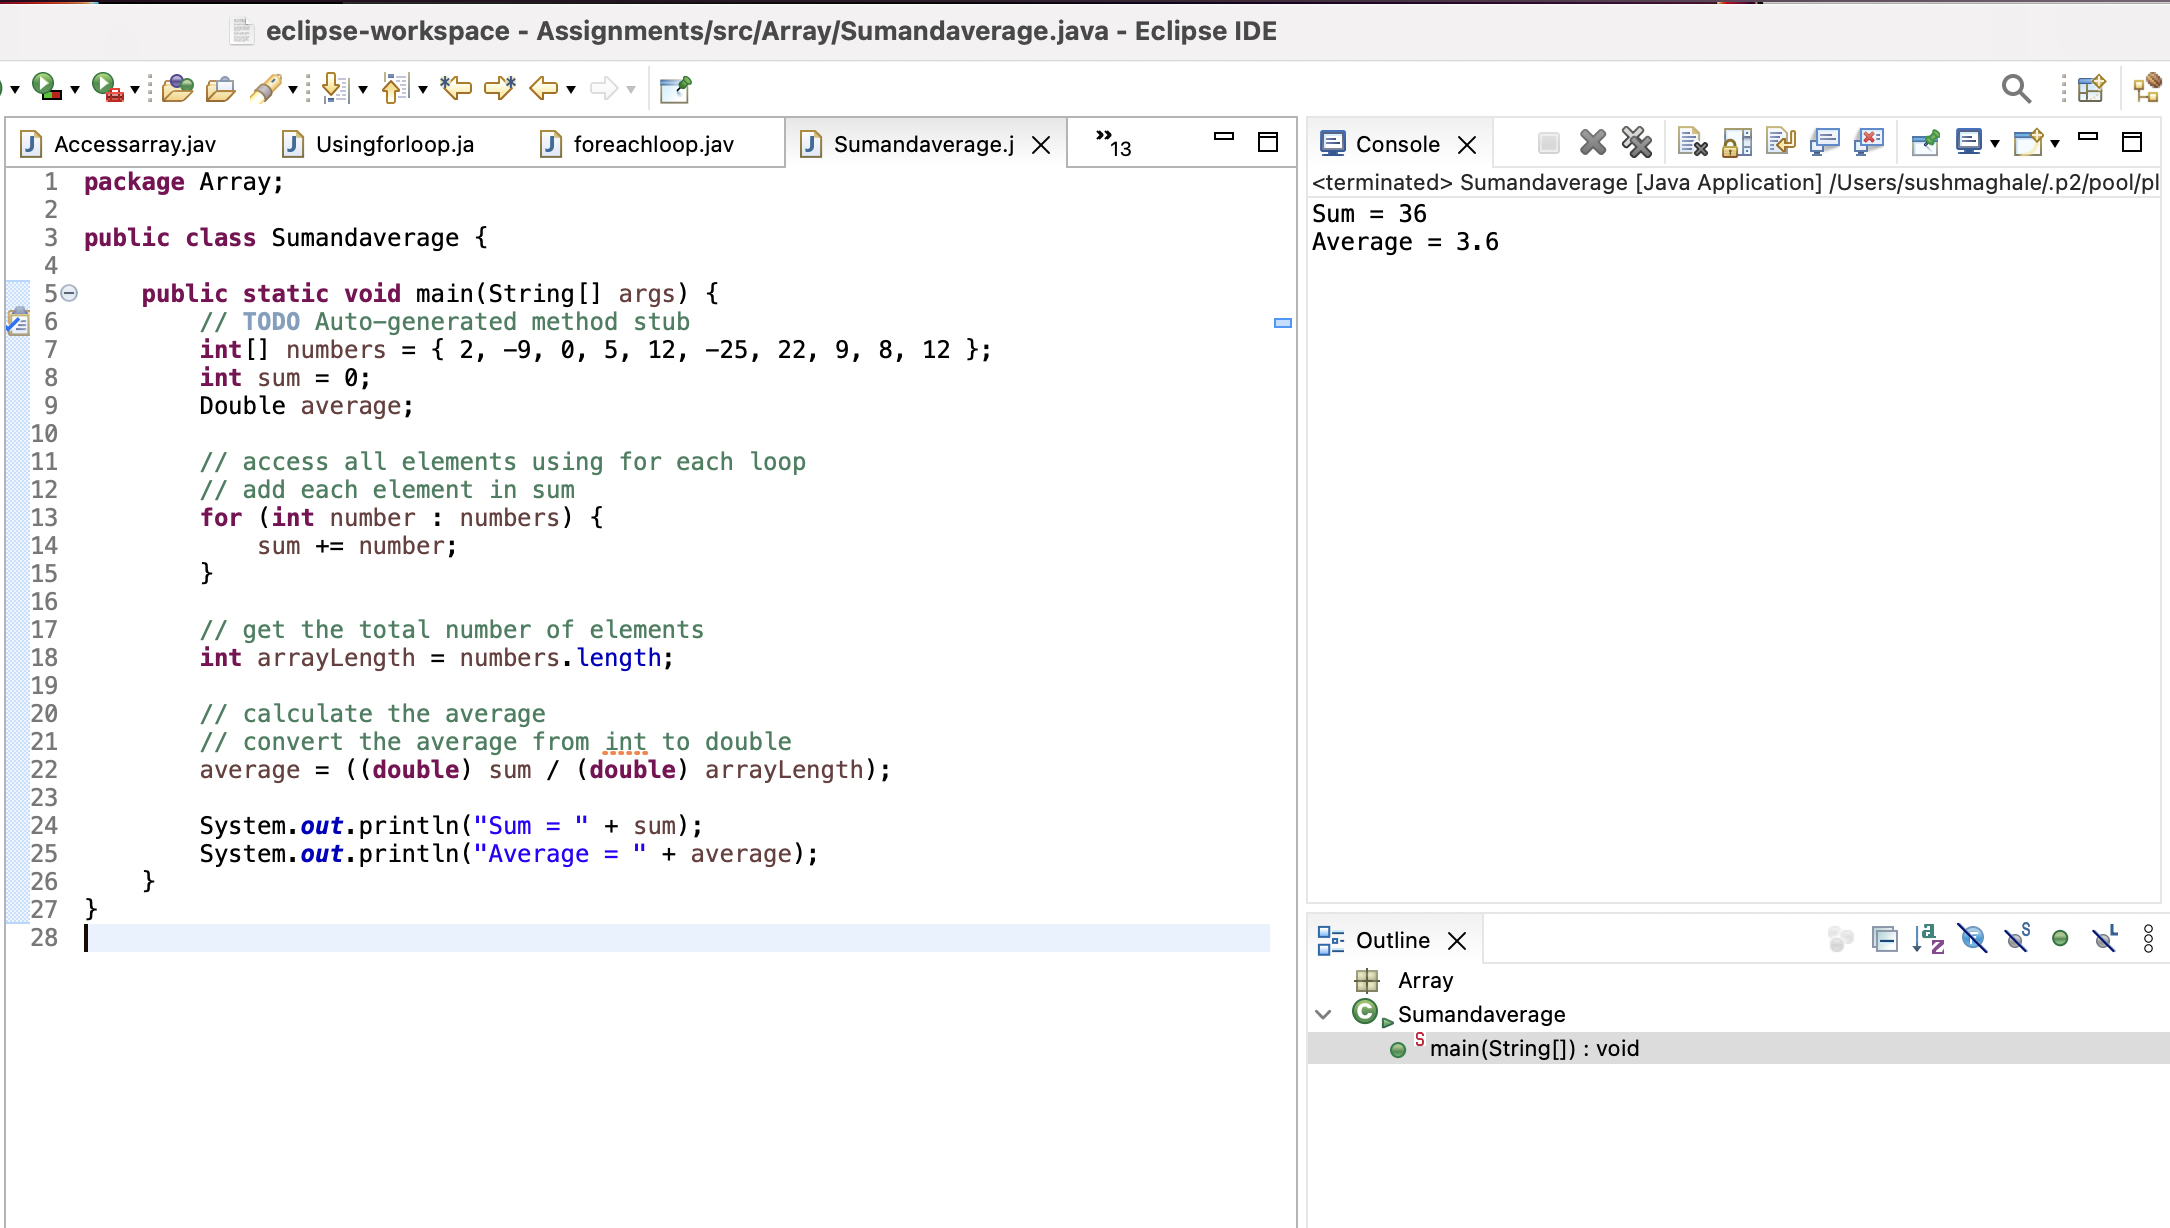 eclipse-workspace - Assignments/src/Array/Sumandaverage.java - Eclipse IDE
Accessarray.jav
Usingforloop.ja
foreachloop.jav
Sumandaverage.j
»13
1 package Array;
2
3 public class Sumandaverage {
4
5     public static void main(String[] args) {
6         // TODO Auto-generated method stub
7         int[] numbers = { 2, -9, 0, 5, 12, -25, 22, 9, 8, 12 };
8         int sum = 0;
9         Double average;
10
11         // access all elements using for each loop
12         // add each element in sum
13         for (int number : numbers) {
14             sum += number;
15         }
16
17         // get the total number of elements
18         int arrayLength = numbers.length;
19
20         // calculate the average
21         // convert the average from int to double
22         average = ((double) sum / (double) arrayLength);
23
24         System.out.println("Sum = " + sum);
25         System.out.println("Average = " + average);
26     }
27 }
28
Console
<terminated> Sumandaverage [Java Application] /Users/sushmaghale/.p2/pool/pl
Sum = 36
Average = 3.6
Outline
Array
Sumandaverage
main(String[]) : void